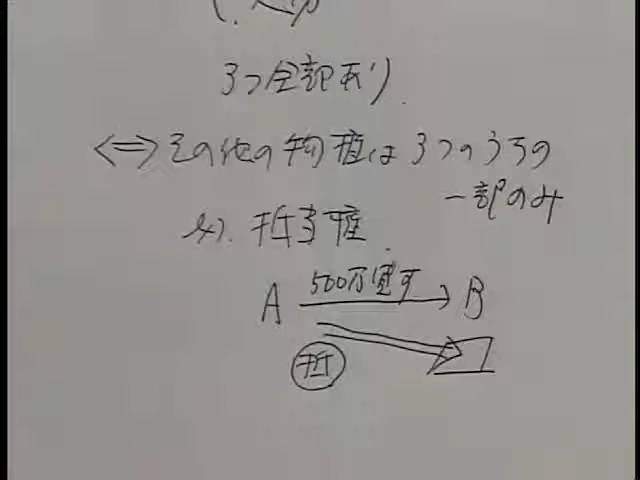 3つ全部あり.
⟺ その他の物権は 3つのうちの
一部のみ
ex). 抵当権.
A 500万貸す B
抵